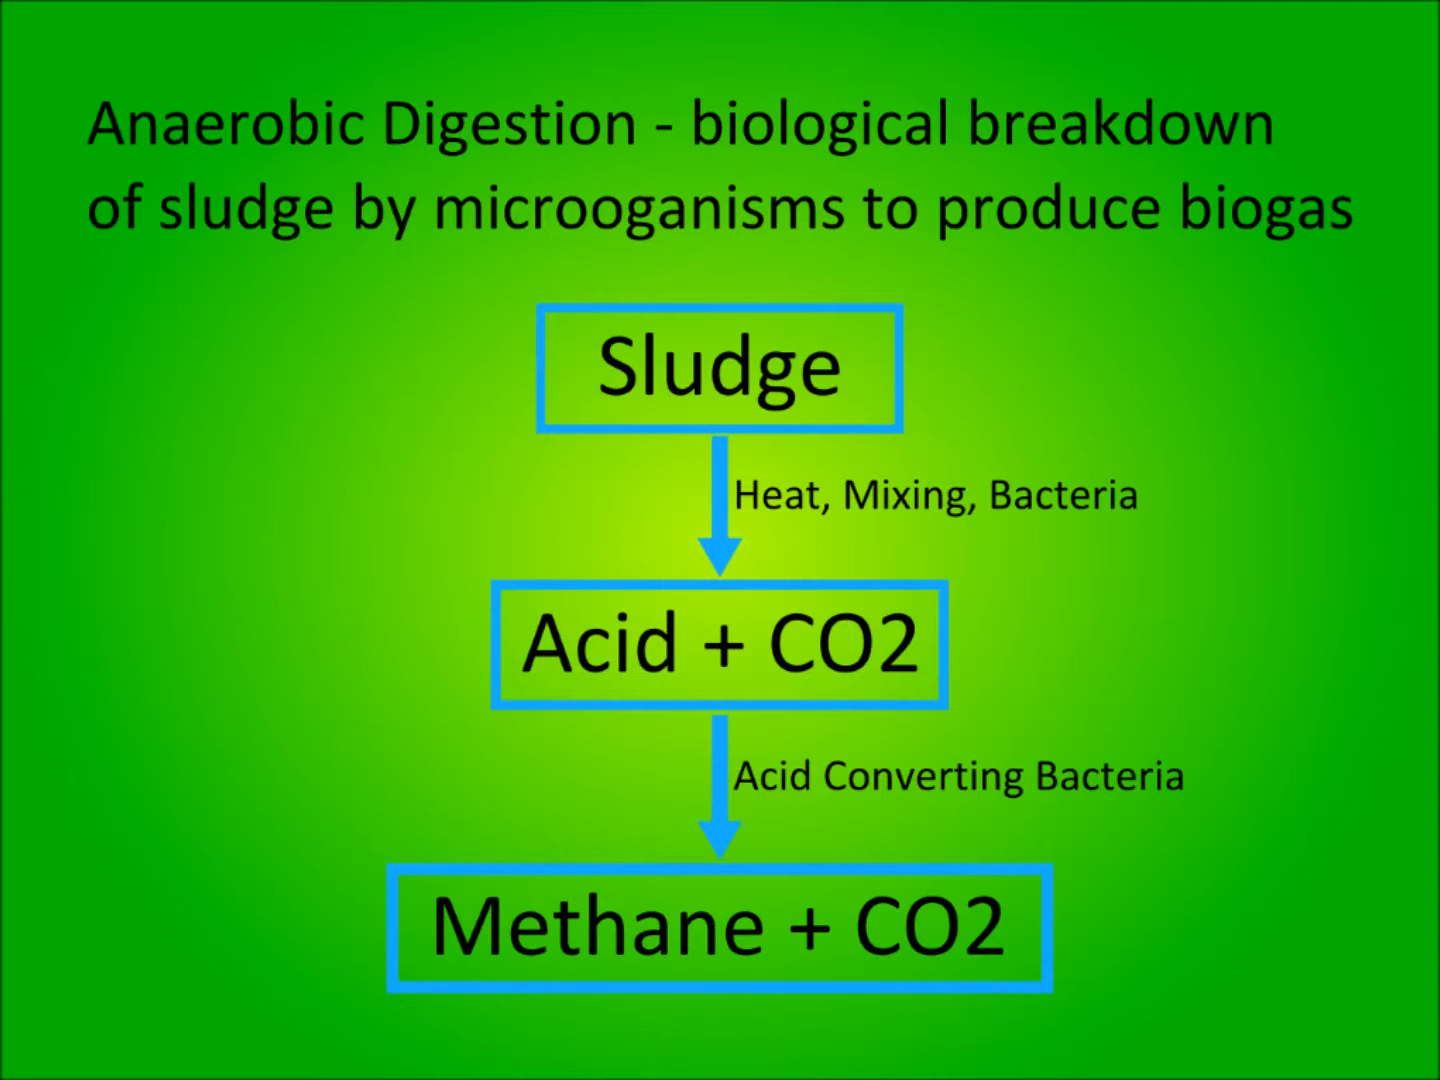 Anaerobic Digestion - biological breakdown
of sludge by microoganisms to produce biogas
Sludge
Heat, Mixing, Bacteria
Acid + CO2
Acid Converting Bacteria
Methane + CO2